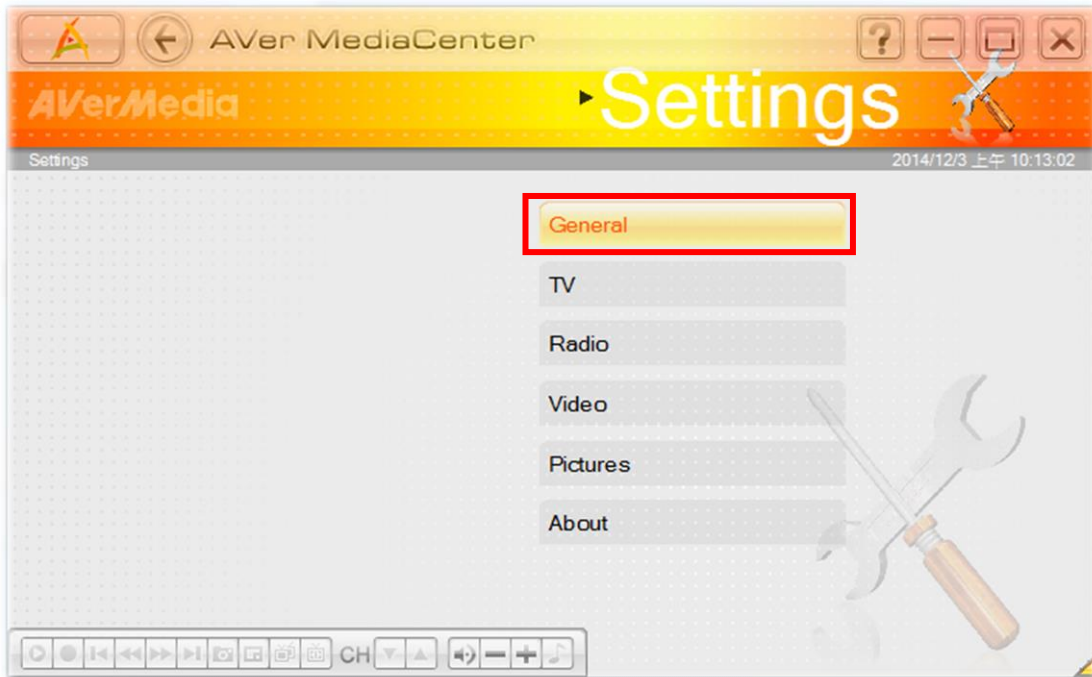 AVer MediaCenter
?
AVerMedia
Settings
Settings
2014/12/3 上午 10:13:02
General
TV
Radio
Video
Pictures
About
CH